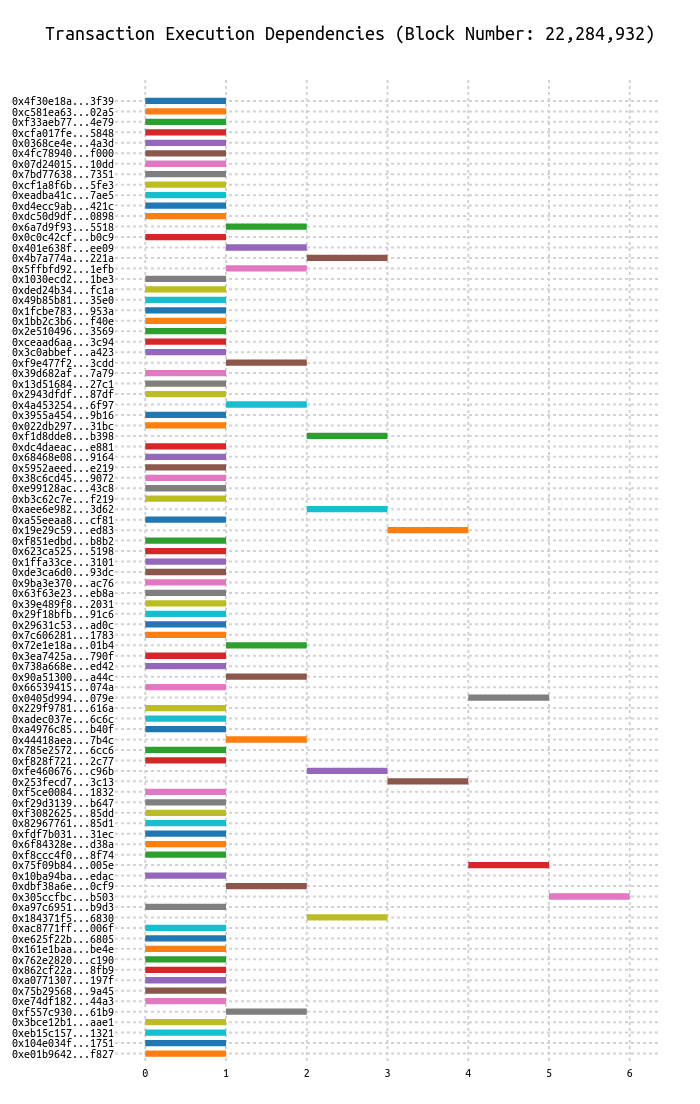 Transaction Execution Dependencies (Block Number: 22,284,932)
0x4f30e18a...3f39
0xc581ea63...02a5
0xf33aeb77...4e79
0xcfa017fe...5848
0x0368ce4e...4a3d
0x4fc78940...f000
0x07d24015...10dd
0x7bd77638...7351
0xcf1a8f6b...5fe3
0xeadba41c...7ae5
0xd4ecc9ab...421c
0xdc50d9df...0898
0x6a7d9f93...5518
0x0c0c42cf...b0c9
0x401e638f...ee09
0x4b7a774a...221a
0x5ffbfd92...1efb
0x1030ecd2...1be3
0xded24b34...fc1a
0x49b85b81...35e0
0x1fcbe783...953a
0x1bb2c3b6...f40e
0x2e510496...3569
0xceaad6aa...3c94
0x3c0abbef...a423
0xf9e477f2...3cdd
0x39d682af...7a79
0x13d51684...27c1
0x2943dfdf...87df
0x4a453254...6f97
0x3955a454...9b16
0x022db297...31bc
0xf1d8dde8...b398
0xdc4daeac...e881
0x68468e08...9164
0x5952aeed...e219
0x38c6cd45...9072
0xe99128ac...43c8
0xb3c62c7e...f219
0xaee6e982...3d62
0xa55eeaa8...cf81
0x19e29c59...ed83
0xf851edbd...b8b2
0x623ca525...5198
0x1ffa33ce...3101
0xde3ca6d0...93dc
0x9ba3e370...ac76
0x63f63e23...eb8a
0x39e489f8...2031
0x29f18bfb...91c6
0x29631c53...ad0c
0x7c606281...1783
0x72e1e18a...01b4
0x3ea7425a...790f
0x738a668e...ed42
0x90a51300...a44c
0x66539415...074a
0x0405d994...079e
0x229f9781...616a
0xadec037e...6c6c
0xa4976c85...b40f
0x44418aea...7b4c
0x785e2572...6cc6
0xf828f721...2c77
0xfe460676...c96b
0x253fecd7...3c13
0xf5ce0084...1832
0xf29d3139...b647
0xf3082625...85dd
0x82967761...85d1
0xfdf7b031...31ec
0x6f84328e...d38a
0xf8ccc4f0...8f74
0x75f09b84...005e
0x10ba94ba...edac
0xdbf38a6e...0cf9
0x305ccfbc...b503
0xa97c6951...b9d3
0x184371f5...6830
0xac8771ff...006f
0xe625f22b...6805
0x161e1baa...be4e
0x762e2820...c190
0x862cf22a...8fb9
0xa0771307...197f
0x75b29568...9a45
0xe74df182...44a3
0xf557c930...61b9
0x3bce12b1...aae1
0xeb15c157...1321
0x104e034f...1751
0xe01b9642...f827
0 1 2 3 4 5 6